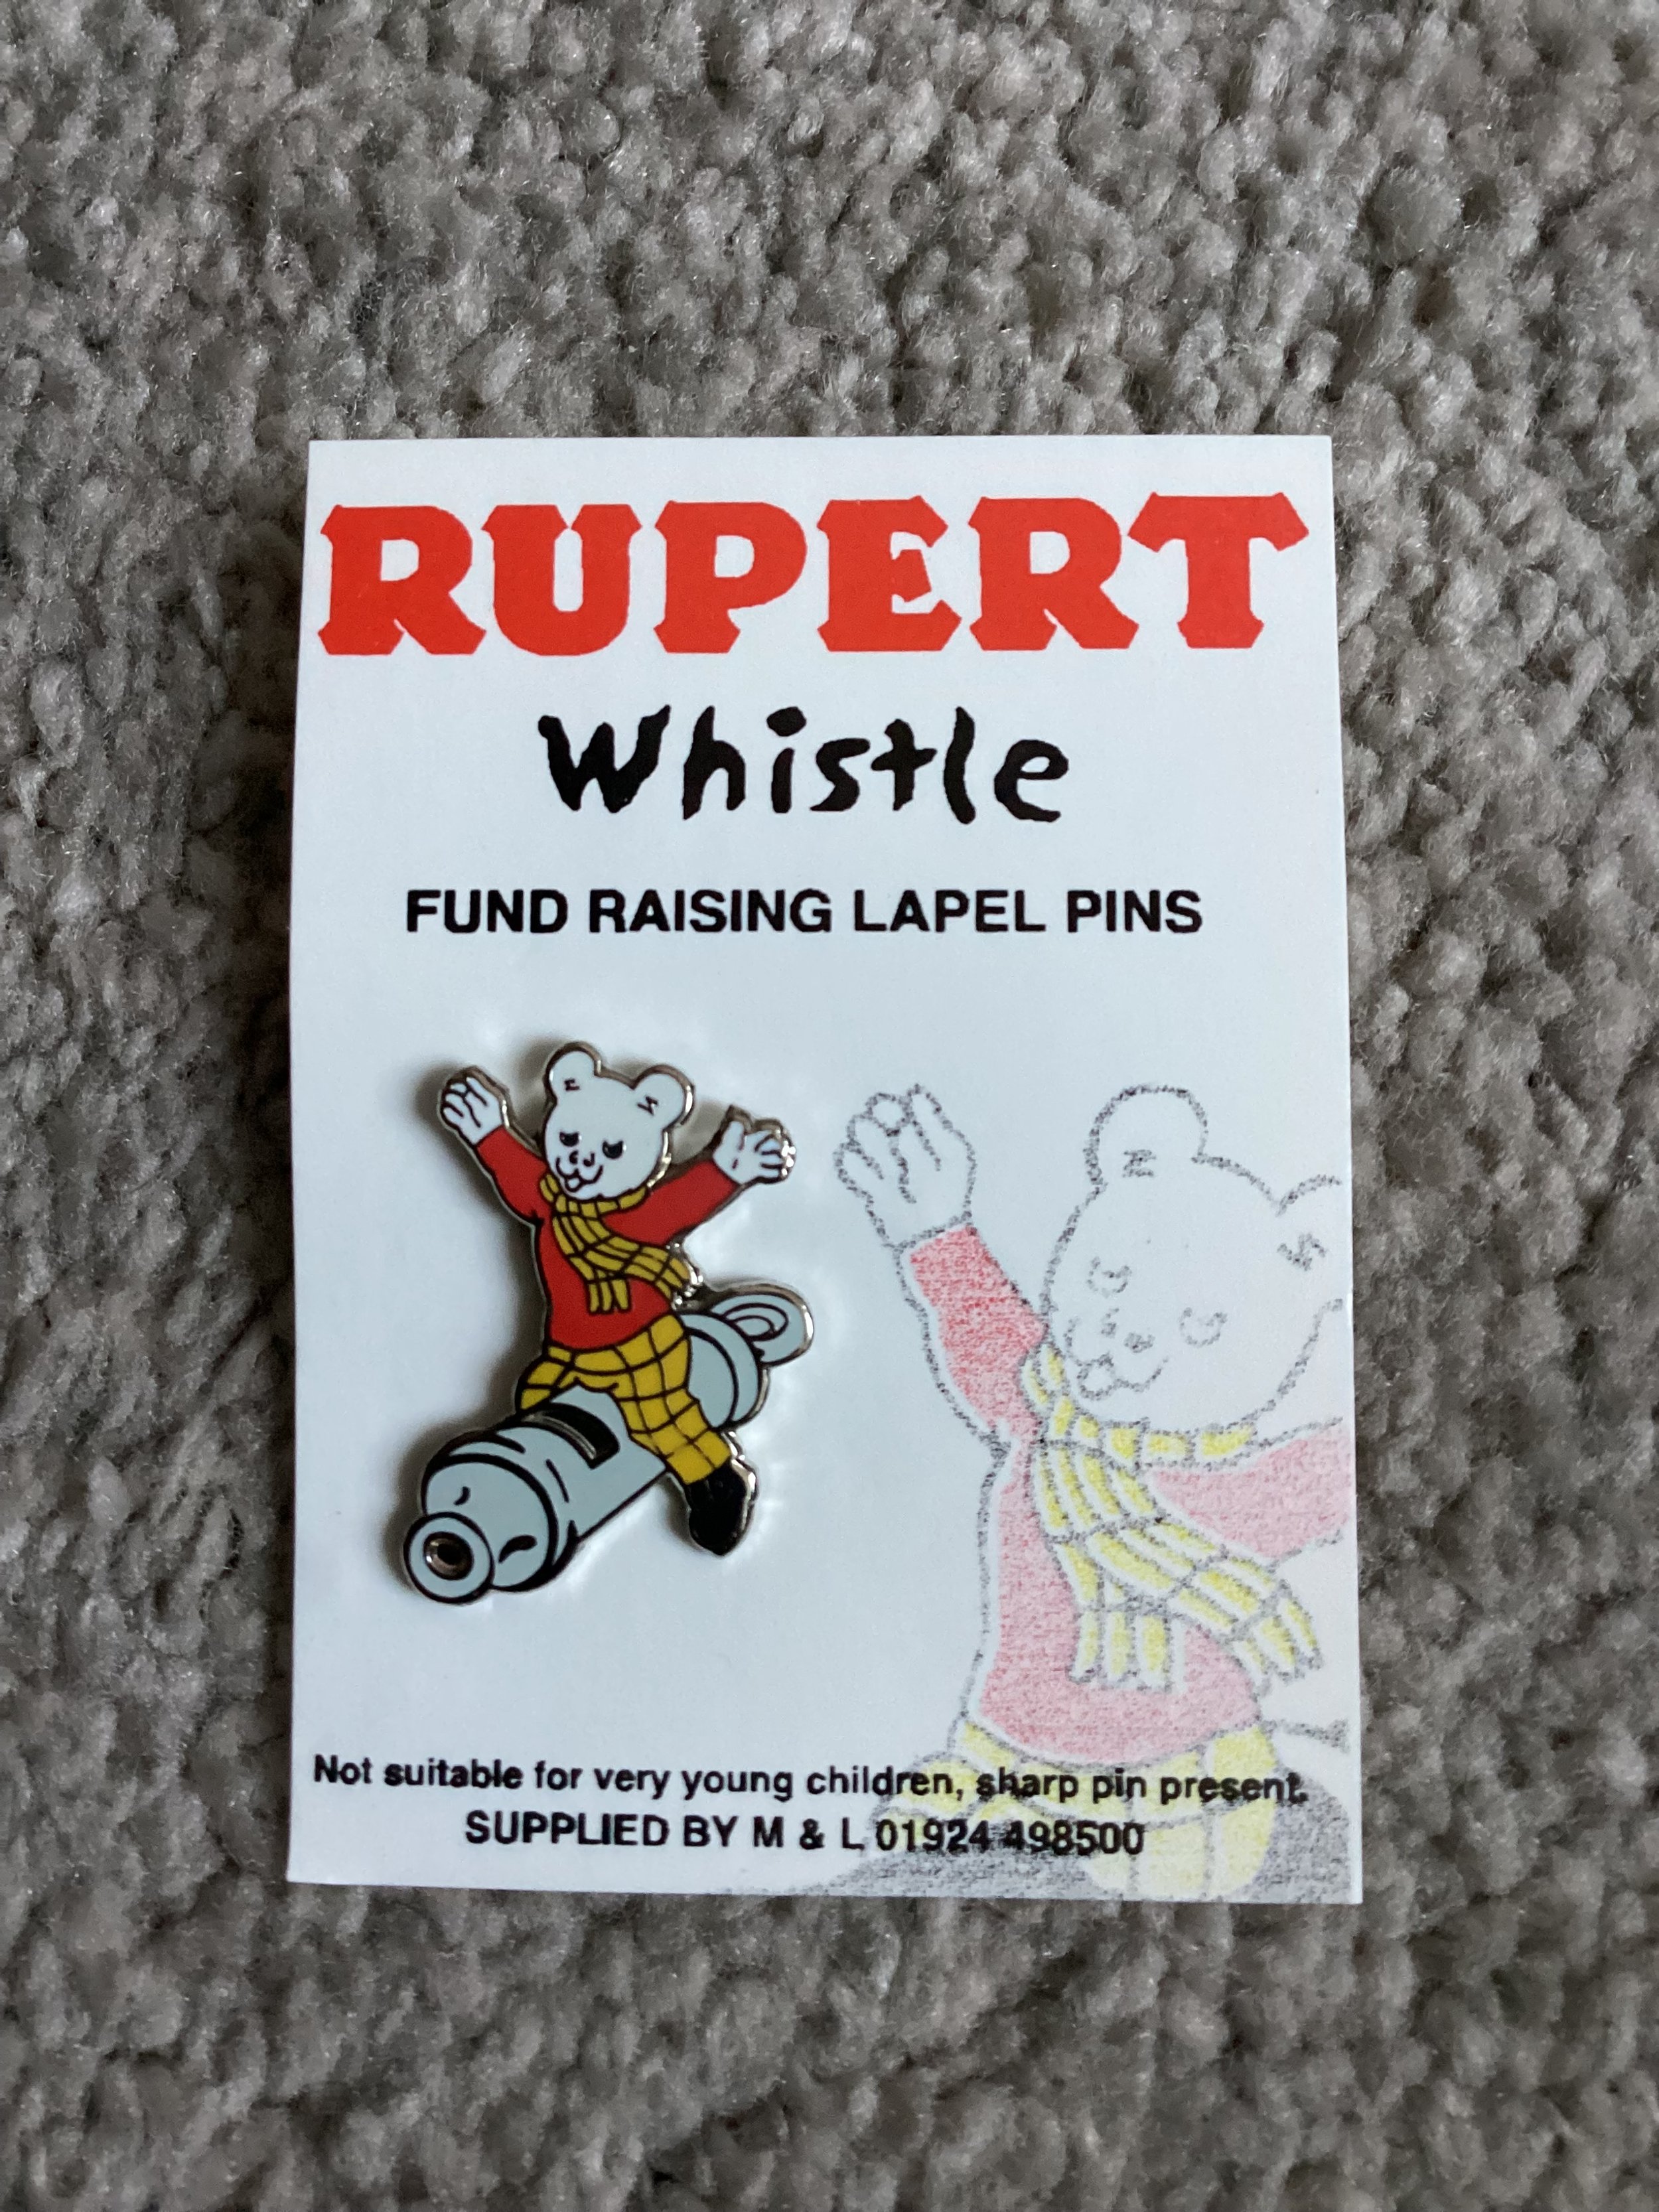 RUPERT
Whistle
FUND RAISING LAPEL PINS
Not suitable for very young children, sharp pin present.
SUPPLIED BY M & L 01924 498500